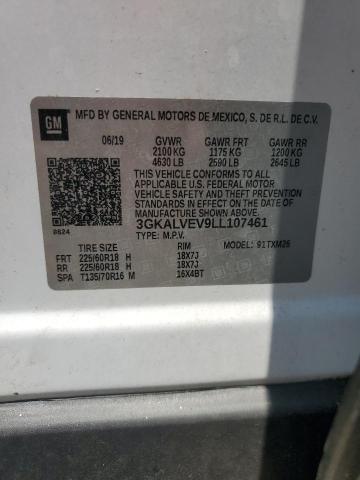 GM
MFD BY GENERAL MOTORS DE MEXICO, S. DE R.L. DE C.V.
06/19 GVWR GAWR FRT GAWR RR
2100 KG 1175 KG 1200 KG
4630 LB 2590 LB 2645 LB
THIS VEHICLE CONFORMS TO ALL
APPLICABLE U.S. FEDERAL MOTOR
VEHICLE SAFETY AND THEFT PREVENTION
STANDARDS IN EFFECT ON THE DATE OF
MANUFACTURE SHOWN ABOVE.
3GKALVEV9LL107461
8624 TYPE: M.P.V.
TIRE SIZE RIM MODEL: 91TXM26
FRT 225/60R18 H 18X7J
RR 225/60R18 H 18X7J
SPA T135/70R16 M 16X4BT